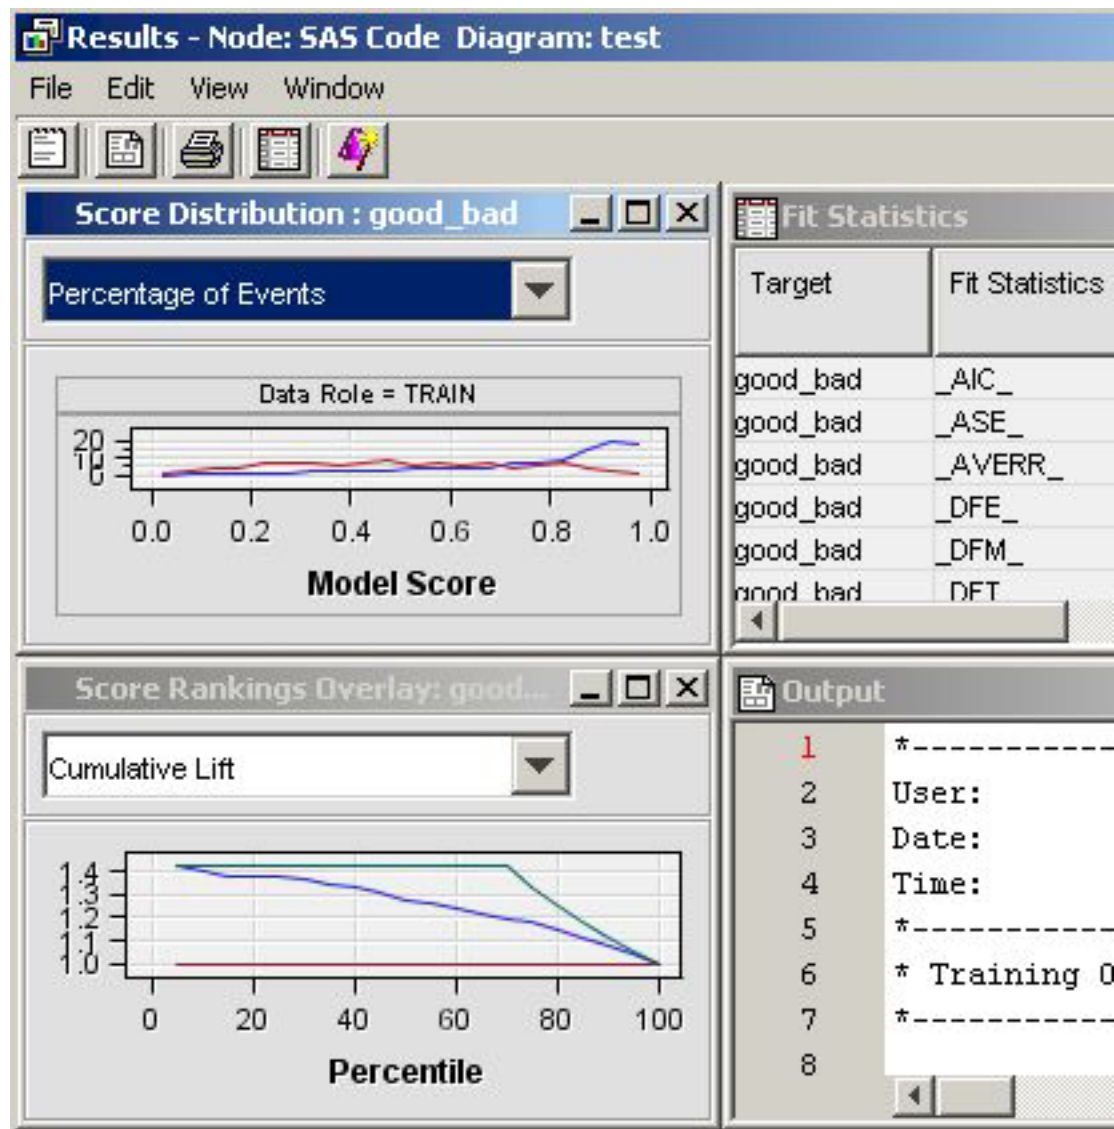 Results - Node: SAS Code Diagram: test
File Edit View Window
Score Distribution : good_bad
Percentage of Events
Data Role = TRAIN
20
10
0
0.0 0.2 0.4 0.6 0.8 1.0
Model Score
Fit Statistics
Target Fit Statistics
good_bad _AIC_
good_bad _ASE_
good_bad _AVERR_
good_bad _DFE_
good_bad _DFM_
good_bad _DFT_
Score Rankings Overlay: good...
Cumulative Lift
1.4
1.3
1.2
1.1
1.0
0 20 40 60 80 100
Percentile
Output
1 *-----------
2 User:
3 Date:
4 Time:
5 *-----------
6 * Training O
7 *-----------
8